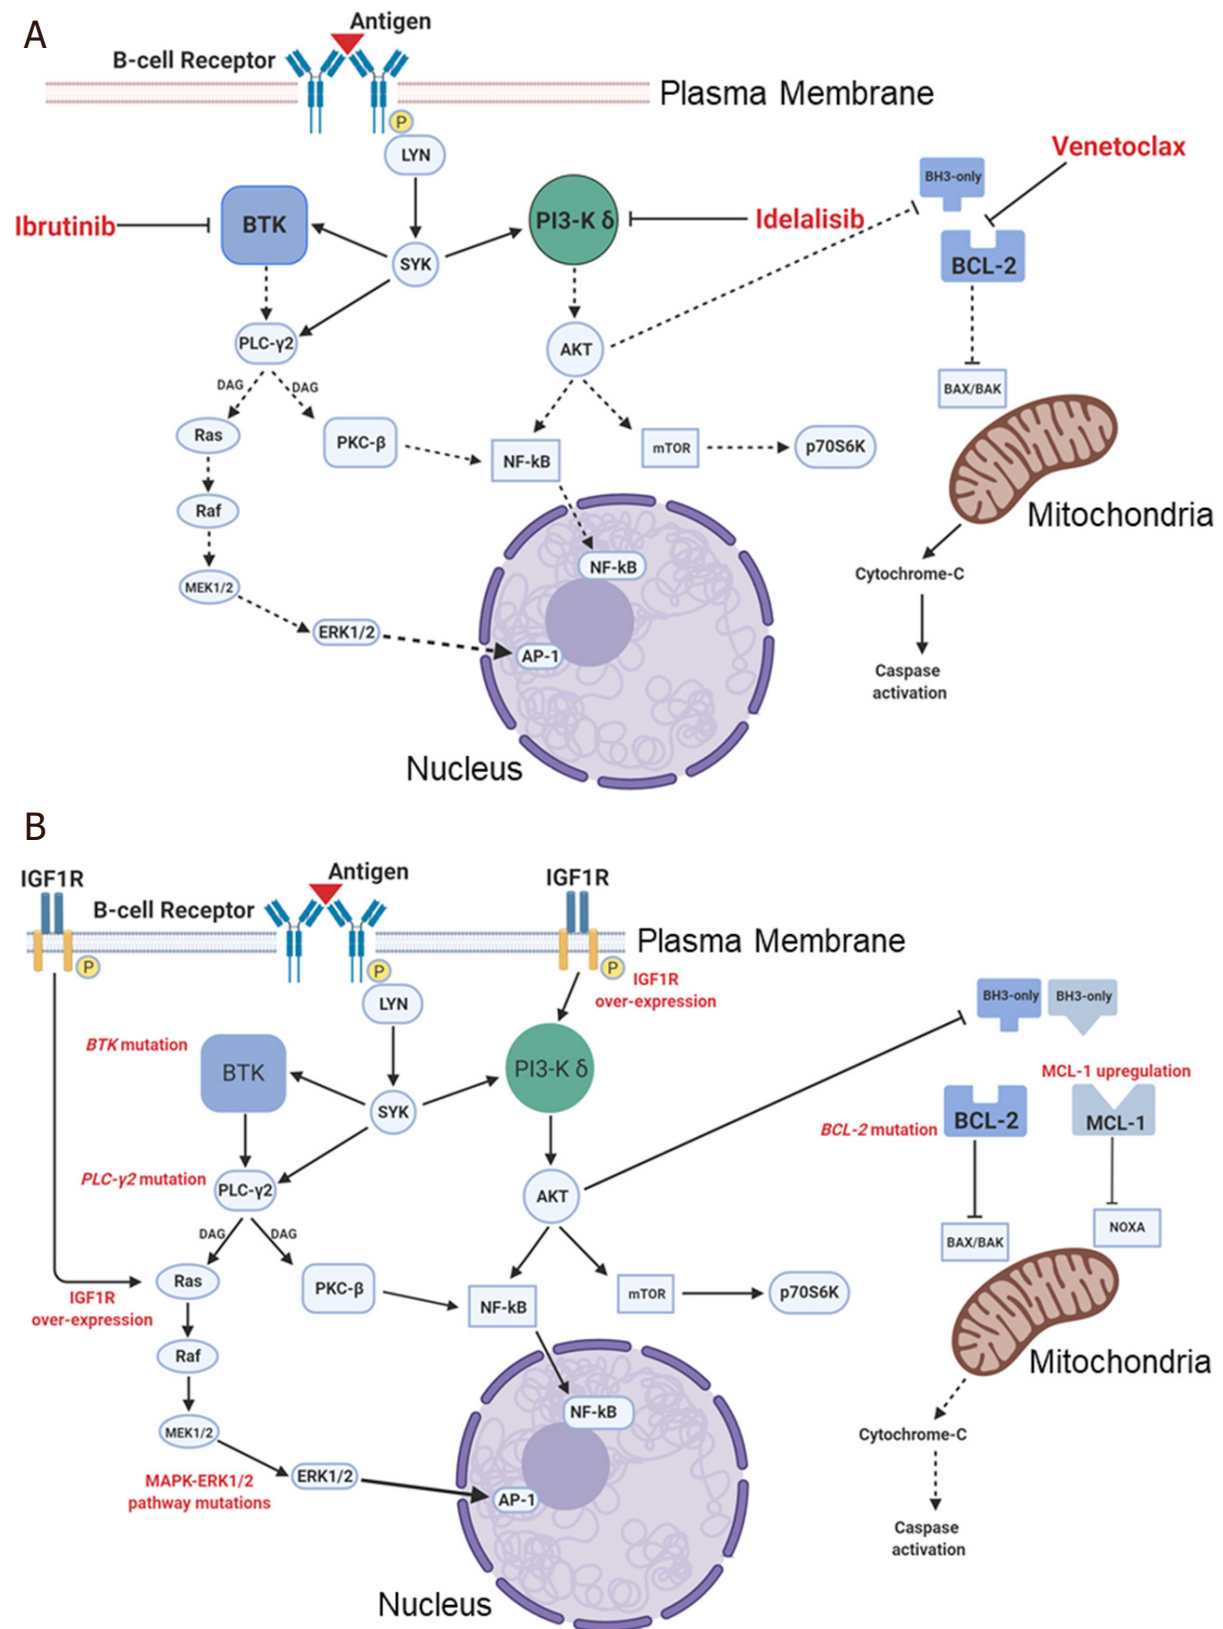 A
Antigen
B-cell Receptor
Plasma Membrane
P
LYN
Venetoclax
BH3-only
Ibrutinib
BTK
PI3-K δ
Idelalisib
SYK
BCL-2
PLC-γ2
AKT
DAG
DAG
BAX/BAK
Ras
PKC-β
NF-kB
mTOR
p70S6K
Raf
Mitochondria
NF-kB
Cytochrome-C
MEK1/2
ERK1/2
AP-1
Caspase
activation
Nucleus
B
IGF1R
Antigen
IGF1R
B-cell Receptor
Plasma Membrane
P
P
P
IGF1R
over-expression
LYN
BH3-only
BH3-only
BTK mutation
BTK
PI3-K δ
MCL-1 upregulation
SYK
BCL-2 mutation
BCL-2
MCL-1
PLC-γ2 mutation
PLC-γ2
AKT
DAG
DAG
BAX/BAK
NOXA
Ras
PKC-β
NF-kB
mTOR
p70S6K
IGF1R
over-expression
Raf
Mitochondria
NF-kB
MEK1/2
Cytochrome-C
MAPK-ERK1/2
pathway mutations
ERK1/2
AP-1
Caspase
activation
Nucleus